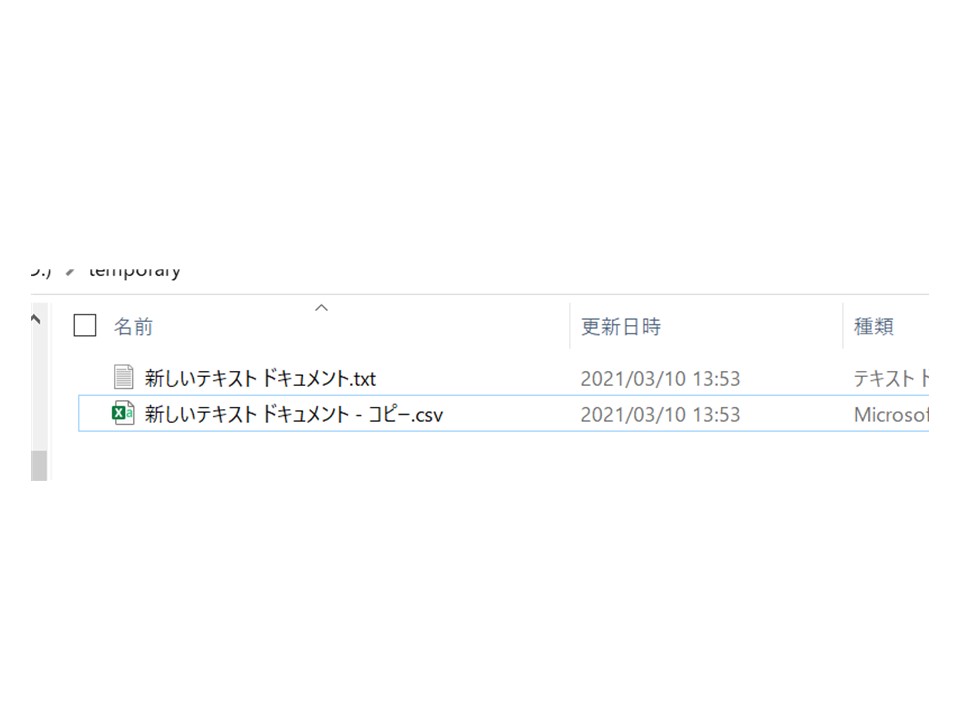 temporary
名前 更新日時 種類
新しいテキスト ドキュメント.txt 2021/03/10 13:53 テキスト
新しいテキスト ドキュメント - コピー.csv 2021/03/10 13:53 Microsof